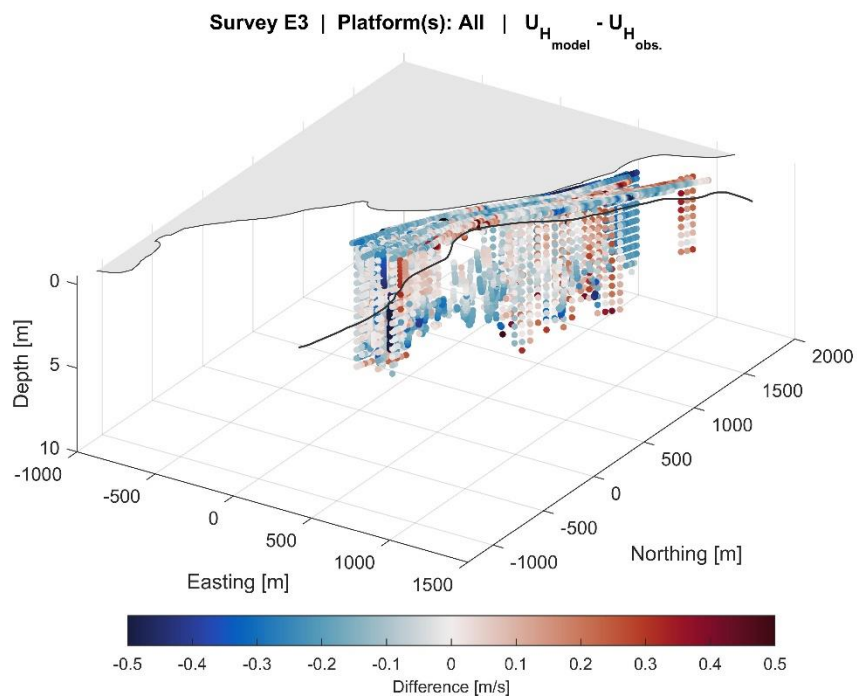 Survey E3 | Platform(s): All | U_H_model - U_H_obs.
0
5
10
Depth [m]
-1000
-500
0
500
1000
1500
Easting [m]
-1000
-500
0
500
1000
1500
2000
Northing [m]
-0.5 -0.4 -0.3 -0.2 -0.1 0 0.1 0.2 0.3 0.4 0.5
Difference [m/s]